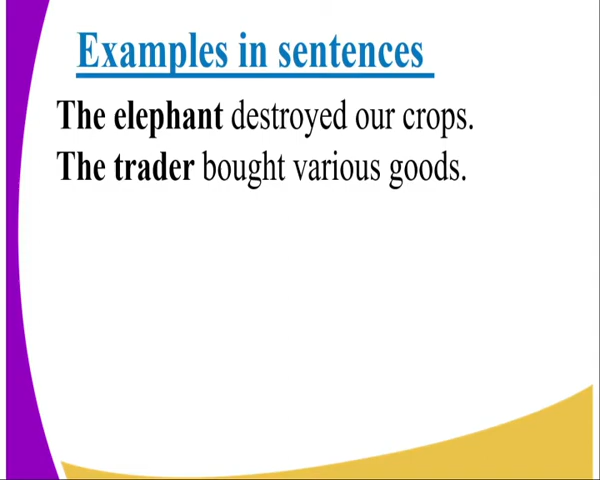 Examples in sentences
The elephant destroyed our crops.
The trader bought various goods.